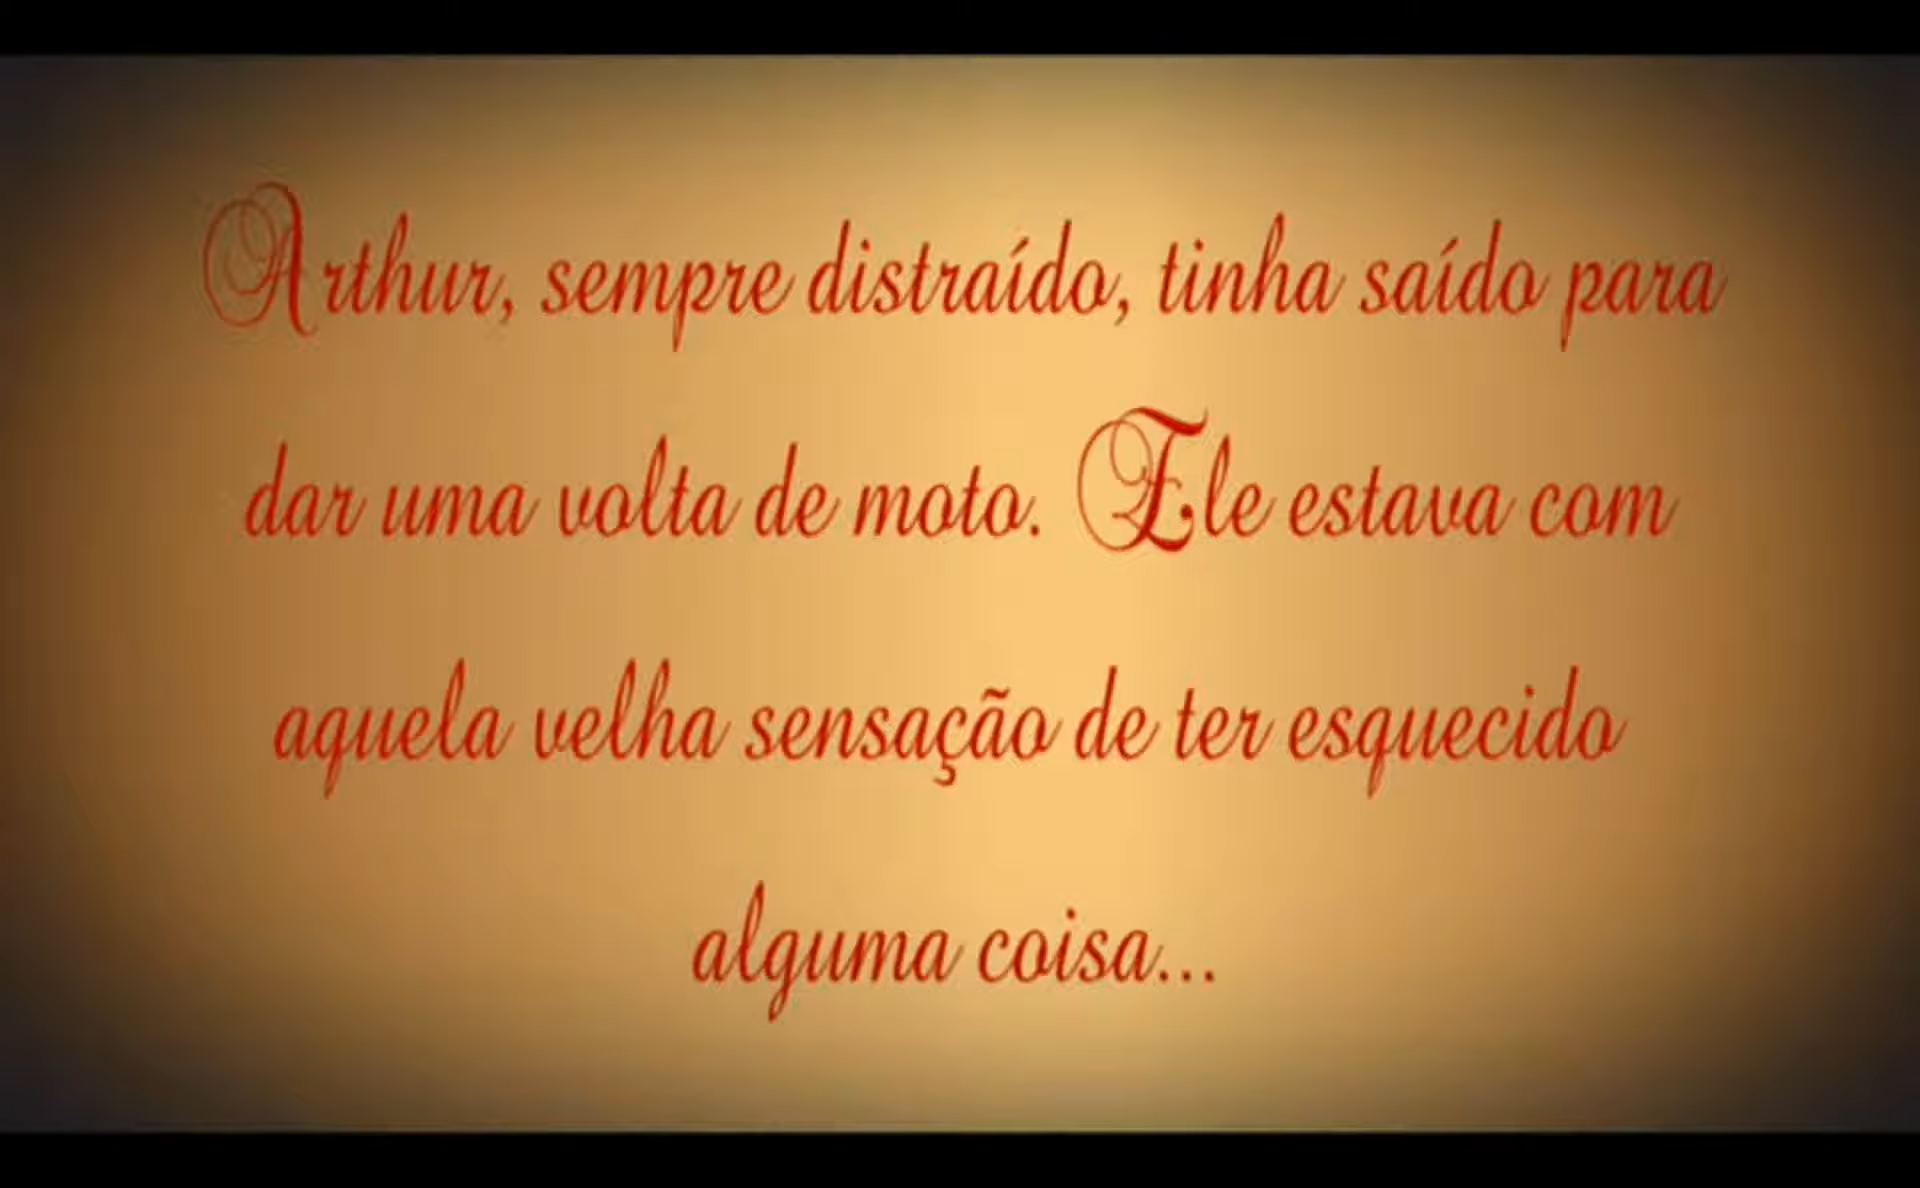 Arthur, sempre distraído, tinha saído para
dar uma volta de moto. Ele estava com
aquela velha sensação de ter esquecido
alguma coisa...